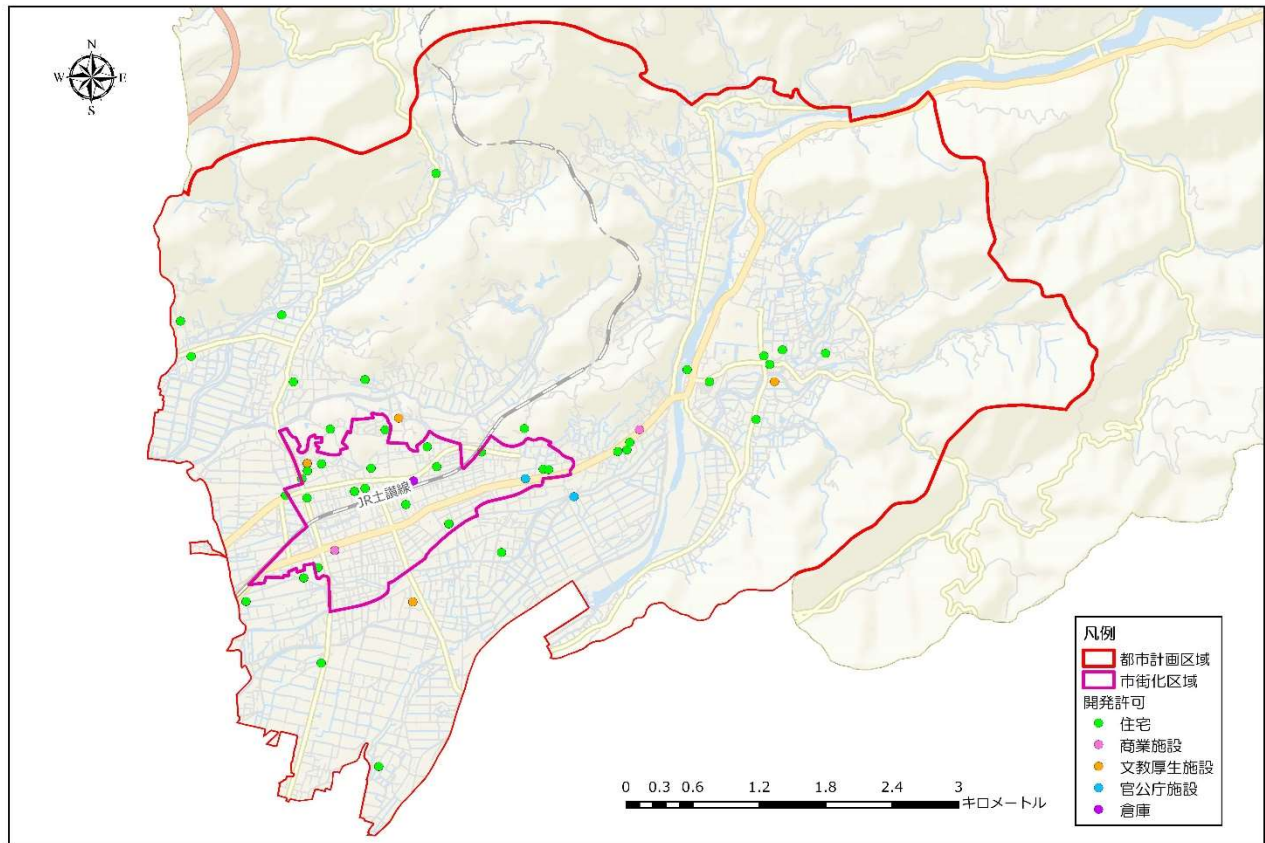 N
W
E
S
JR土讃線
凡例
都市計画区域
市街化区域
開発許可
住宅
商業施設
文教厚生施設
官公庁施設
倉庫
0 0.3 0.6 1.2 1.8 2.4 3
キロメートル